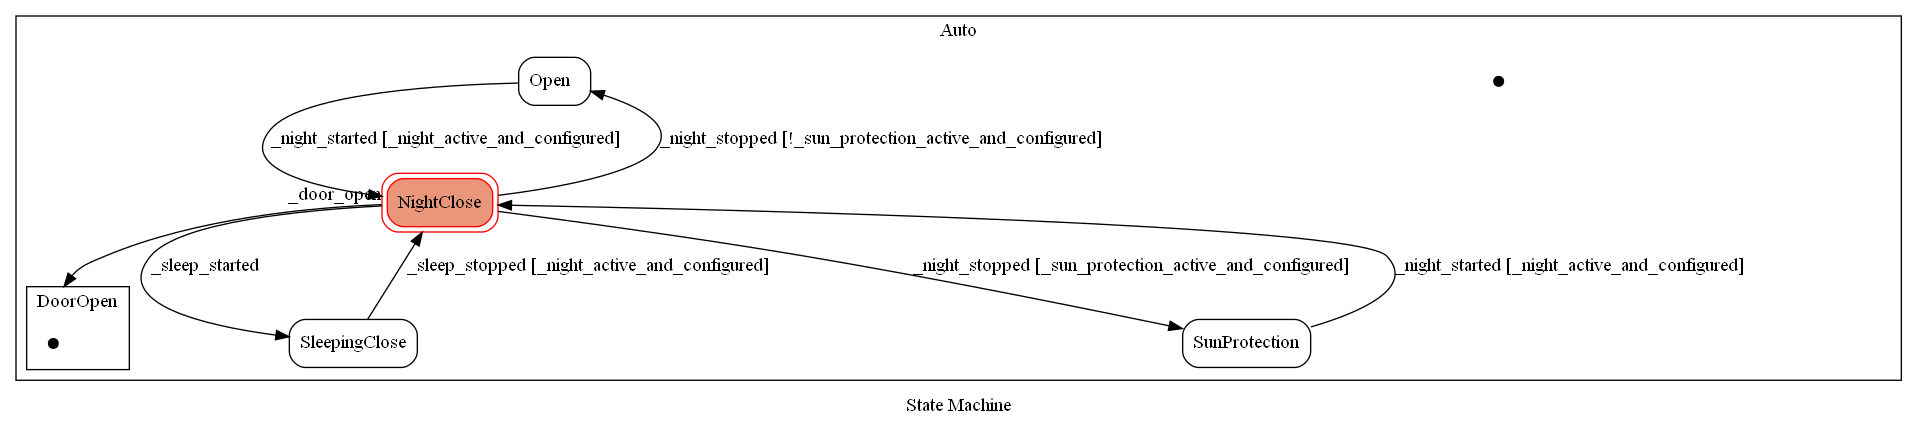 Auto
Open
_night_started [_night_active_and_configured]
_night_stopped [!_sun_protection_active_and_configured]
_door_open
NightClose
_sleep_started
_sleep_stopped [_night_active_and_configured]
_night_stopped [_sun_protection_active_and_configured]
_night_started [_night_active_and_configured]
DoorOpen
SleepingClose
SunProtection
State Machine